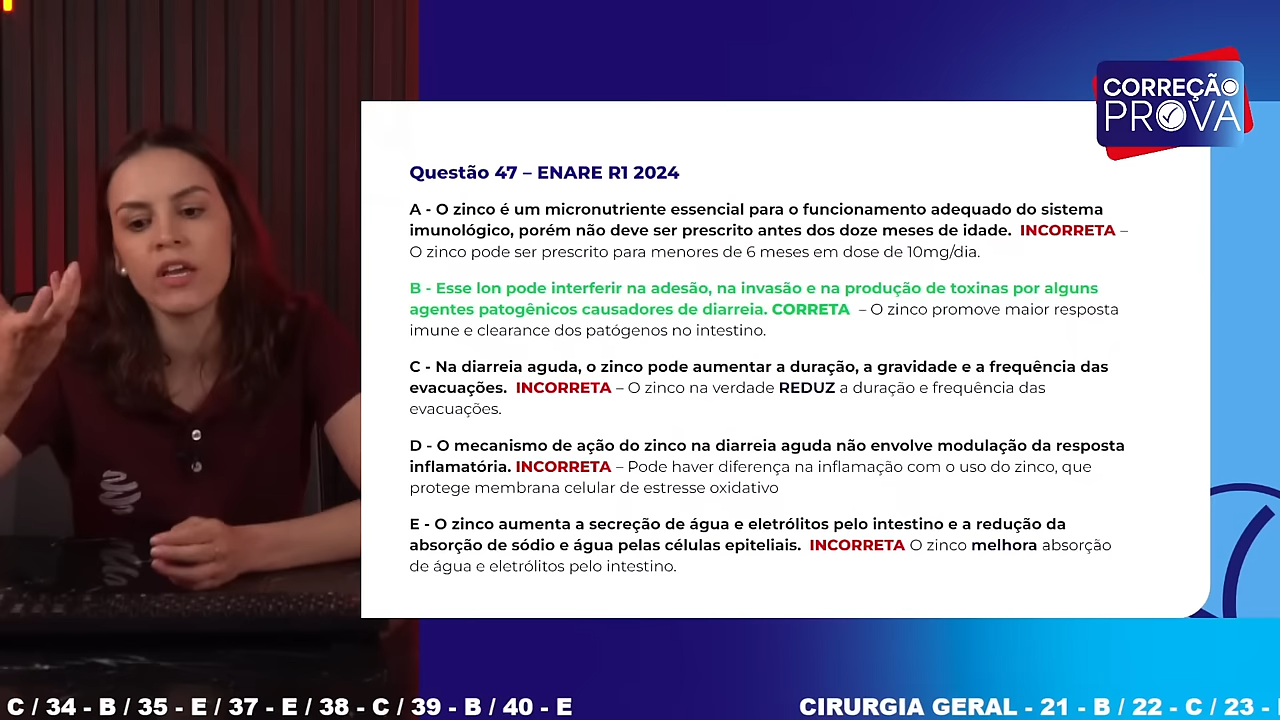 CORREÇÃO
PROVA
Questão 47 – ENARE R1 2024
A - O zinco é um micronutriente essencial para o funcionamento adequado do sistema
imunológico, porém não deve ser prescrito antes dos doze meses de idade. INCORRETA –
O zinco pode ser prescrito para menores de 6 meses em dose de 10mg/dia.
B - Esse Ion pode interferir na adesão, na invasão e na produção de toxinas por alguns
agentes patogênicos causadores de diarreia. CORRETA – O zinco promove maior resposta
imune e clearance dos patógenos no intestino.
C - Na diarreia aguda, o zinco pode aumentar a duração, a gravidade e a frequência das
evacuações. INCORRETA – O zinco na verdade REDUZ a duração e frequência das
evacuações.
D - O mecanismo de ação do zinco na diarreia aguda não envolve modulação da resposta
inflamatória. INCORRETA – Pode haver diferença na inflamação com o uso do zinco, que
protege membrana celular de estresse oxidativo
E - O zinco aumenta a secreção de água e eletrólitos pelo intestino e a redução da
absorção de sódio e água pelas células epiteliais. INCORRETA O zinco melhora absorção
de água e eletrólitos pelo intestino.
C / 34 - B / 35 - E / 37 - E / 38 - C / 39 - B / 40 - E CIRURGIA GERAL - 21 - B / 22 - C / 23 -